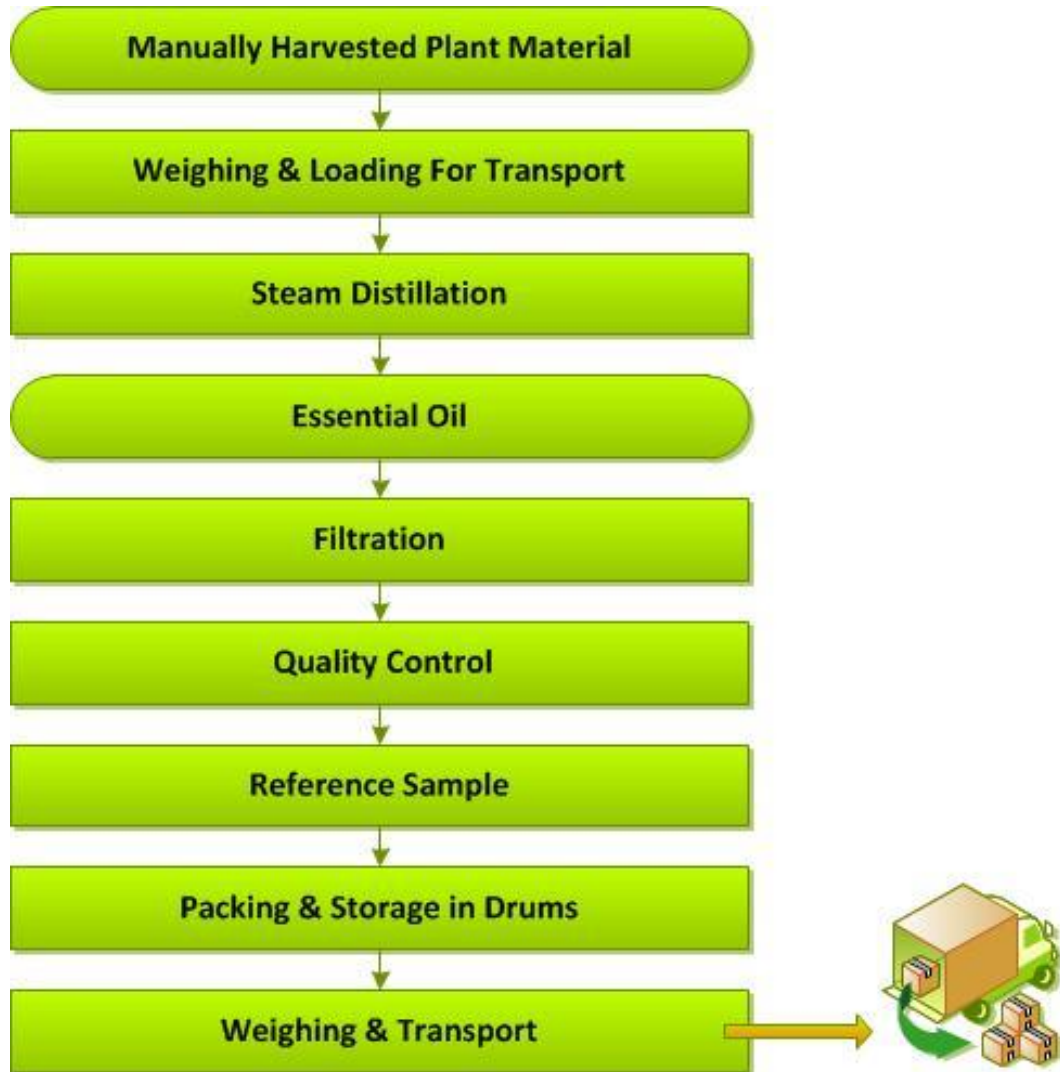 Manually Harvested Plant Material
Weighing & Loading For Transport
Steam Distillation
Essential Oil
Filtration
Quality Control
Reference Sample
Packing & Storage in Drums
Weighing & Transport